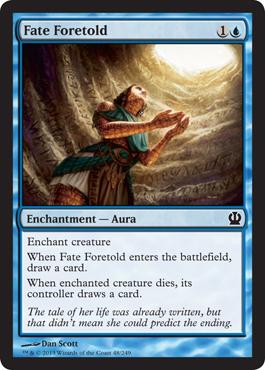 Fate Foretold 1
Enchantment — Aura
Enchant creature
When Fate Foretold enters the battlefield,
draw a card.
When enchanted creature dies, its
controller draws a card.
The tale of her life was already written, but
that didn't mean she could predict the ending.
Dan Scott
™ & © 2013 Wizards of the Coast 48/249